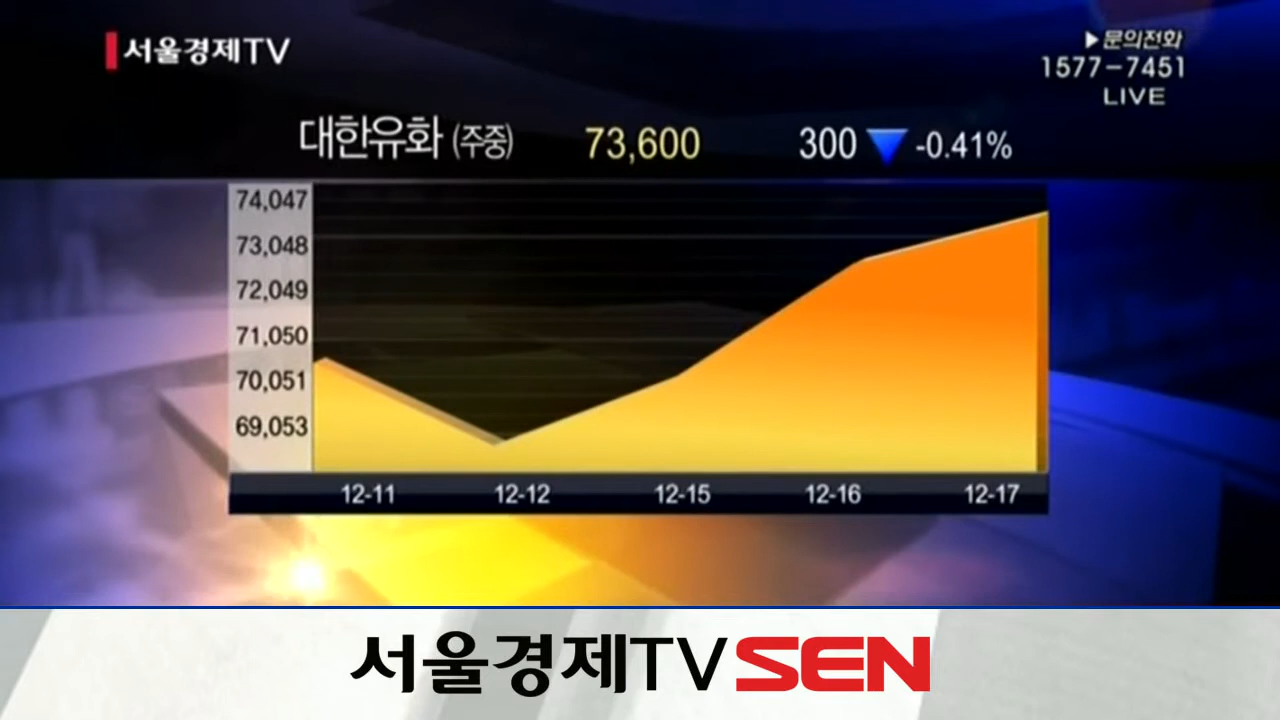 서울경제TV
▶문의전화
1577-7451
LIVE
대한유화 (주중) 73,600 300 ▼ -0.41%
74,047
73,048
72,049
71,050
70,051
69,053
12-11 12-12 12-15 12-16 12-17
서울경제TV SEN